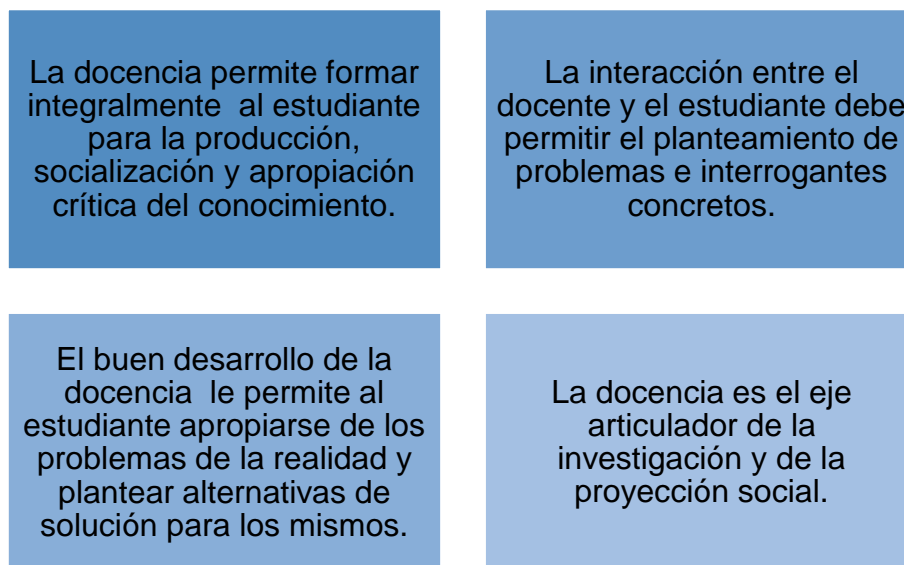 La docencia permite formar
integralmente al estudiante
para la producción,
socialización y apropiación
crítica del conocimiento.
La interacción entre el
docente y el estudiante debe
permitir el planteamiento de
problemas e interrogantes
concretos.
El buen desarrollo de la
docencia le permite al
estudiante apropiarse de los
problemas de la realidad y
plantear alternativas de
solución para los mismos.
La docencia es el eje
articulador de la
investigación y de la
proyección social.